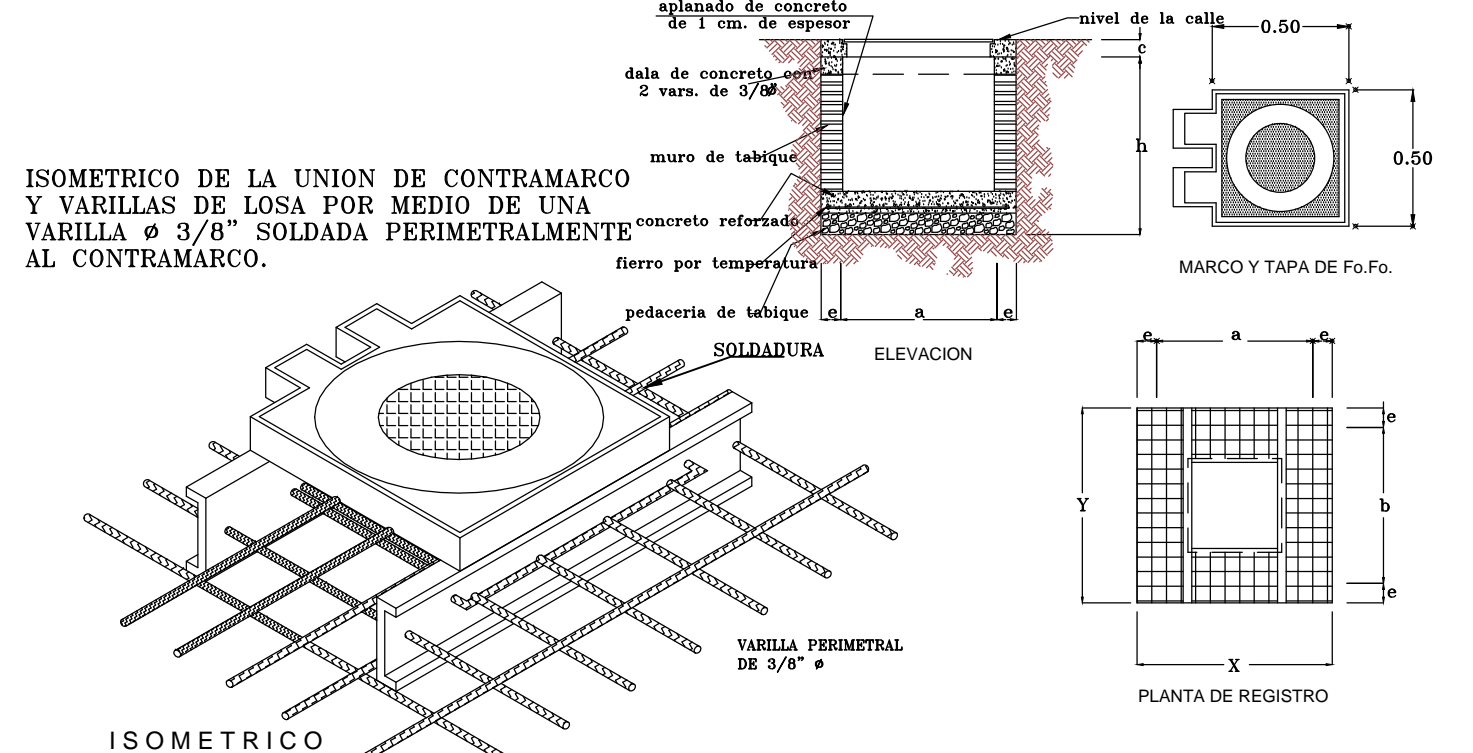 aplanado de concreto
de 1 cm. de espesor
nivel de la calle
0.50
c
dala de concreto con
2 vars. de 3/8"ø
h
0.50
muro de tabique
ISOMETRICO DE LA UNION DE CONTRAMARCO
Y VARILLAS DE LOSA POR MEDIO DE UNA
VARILLA ø 3/8" SOLDADA PERIMETRALMENTE
AL CONTRAMARCO.
concreto reforzado
fierro por temperatura
MARCO Y TAPA DE Fo.Fo.
pedaceria de tabique
e
a
e
SOLDADURA
ELEVACION
e
a
e
e
Y
b
e
X
PLANTA DE REGISTRO
VARILLA PERIMETRAL
DE 3/8" ø
ISOMETRICO